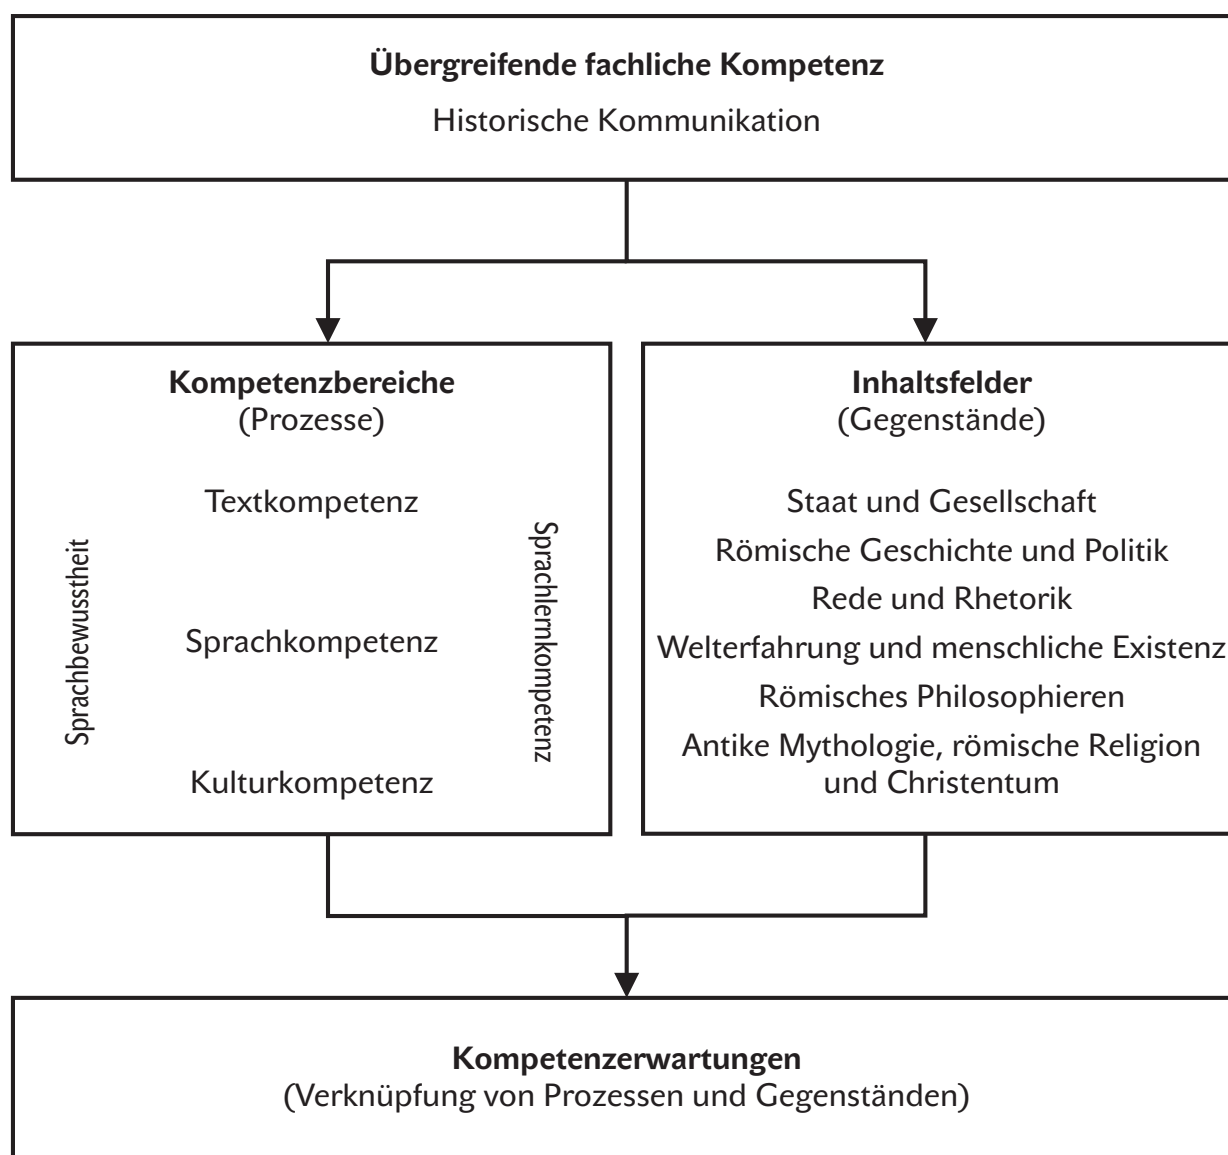 Übergreifende fachliche Kompetenz
Historische Kommunikation
Kompetenzbereiche
(Prozesse)
Textkompetenz
Sprachbewusstheit
Sprachkompetenz
Sprachlernkompetenz
Kulturkompetenz
Inhaltsfelder
(Gegenstände)
Staat und Gesellschaft
Römische Geschichte und Politik
Rede und Rhetorik
Welterfahrung und menschliche Existenz
Römisches Philosophieren
Antike Mythologie, römische Religion
und Christentum
Kompetenzerwartungen
(Verknüpfung von Prozessen und Gegenständen)